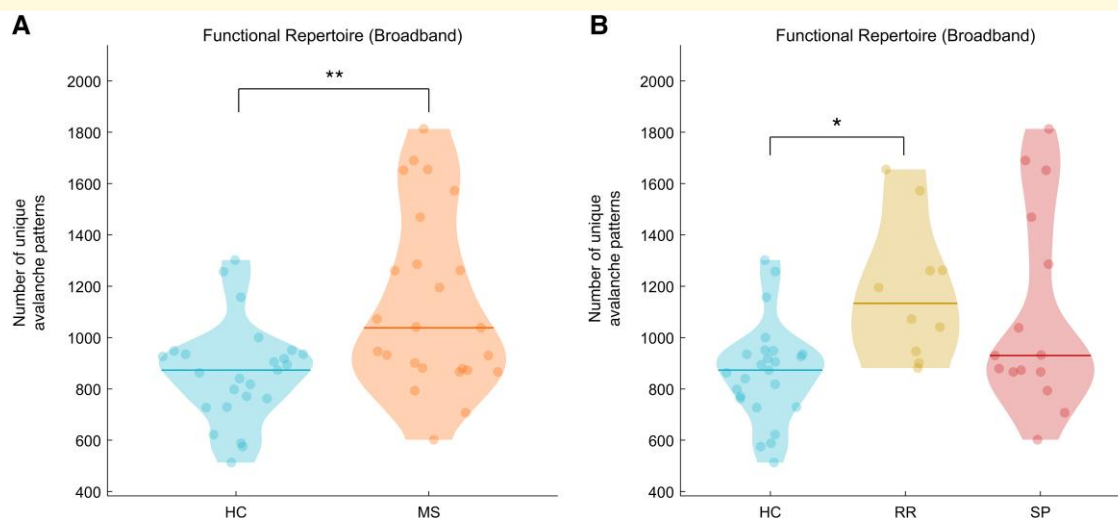 A
Functional Repertoire (Broadband)
**
2000
1800
1600
1400
1200
1000
800
600
400
Number of unique
avalanche patterns
HC
MS
B
Functional Repertoire (Broadband)
*
2000
1800
1600
1400
1200
1000
800
600
400
Number of unique
avalanche patterns
HC
RR
SP